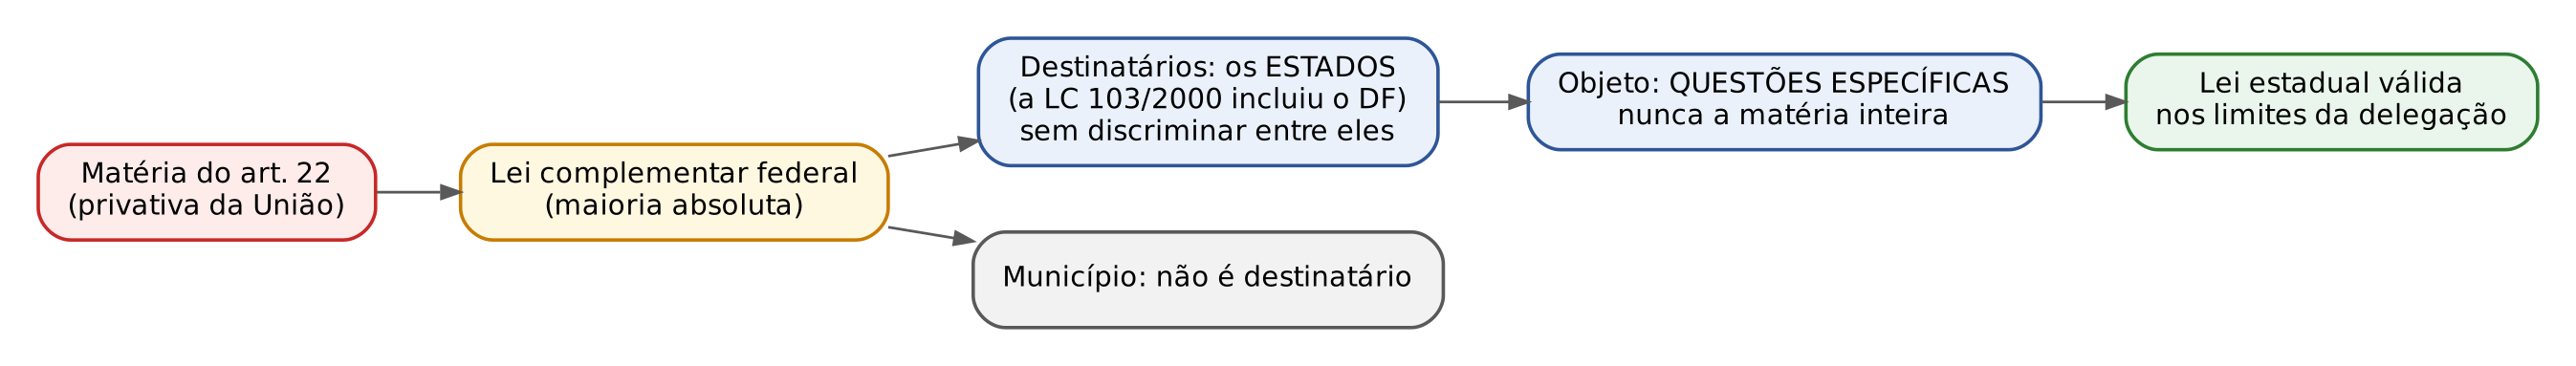 Matéria do art. 22
(privativa da União)
Lei complementar federal
(maioria absoluta)
Destinatários: os ESTADOS
(a LC 103/2000 incluiu o DF)
sem discriminar entre eles
Município: não é destinatário
Objeto: QUESTÕES ESPECÍFICAS
nunca a matéria inteira
Lei estadual válida
nos limites da delegação